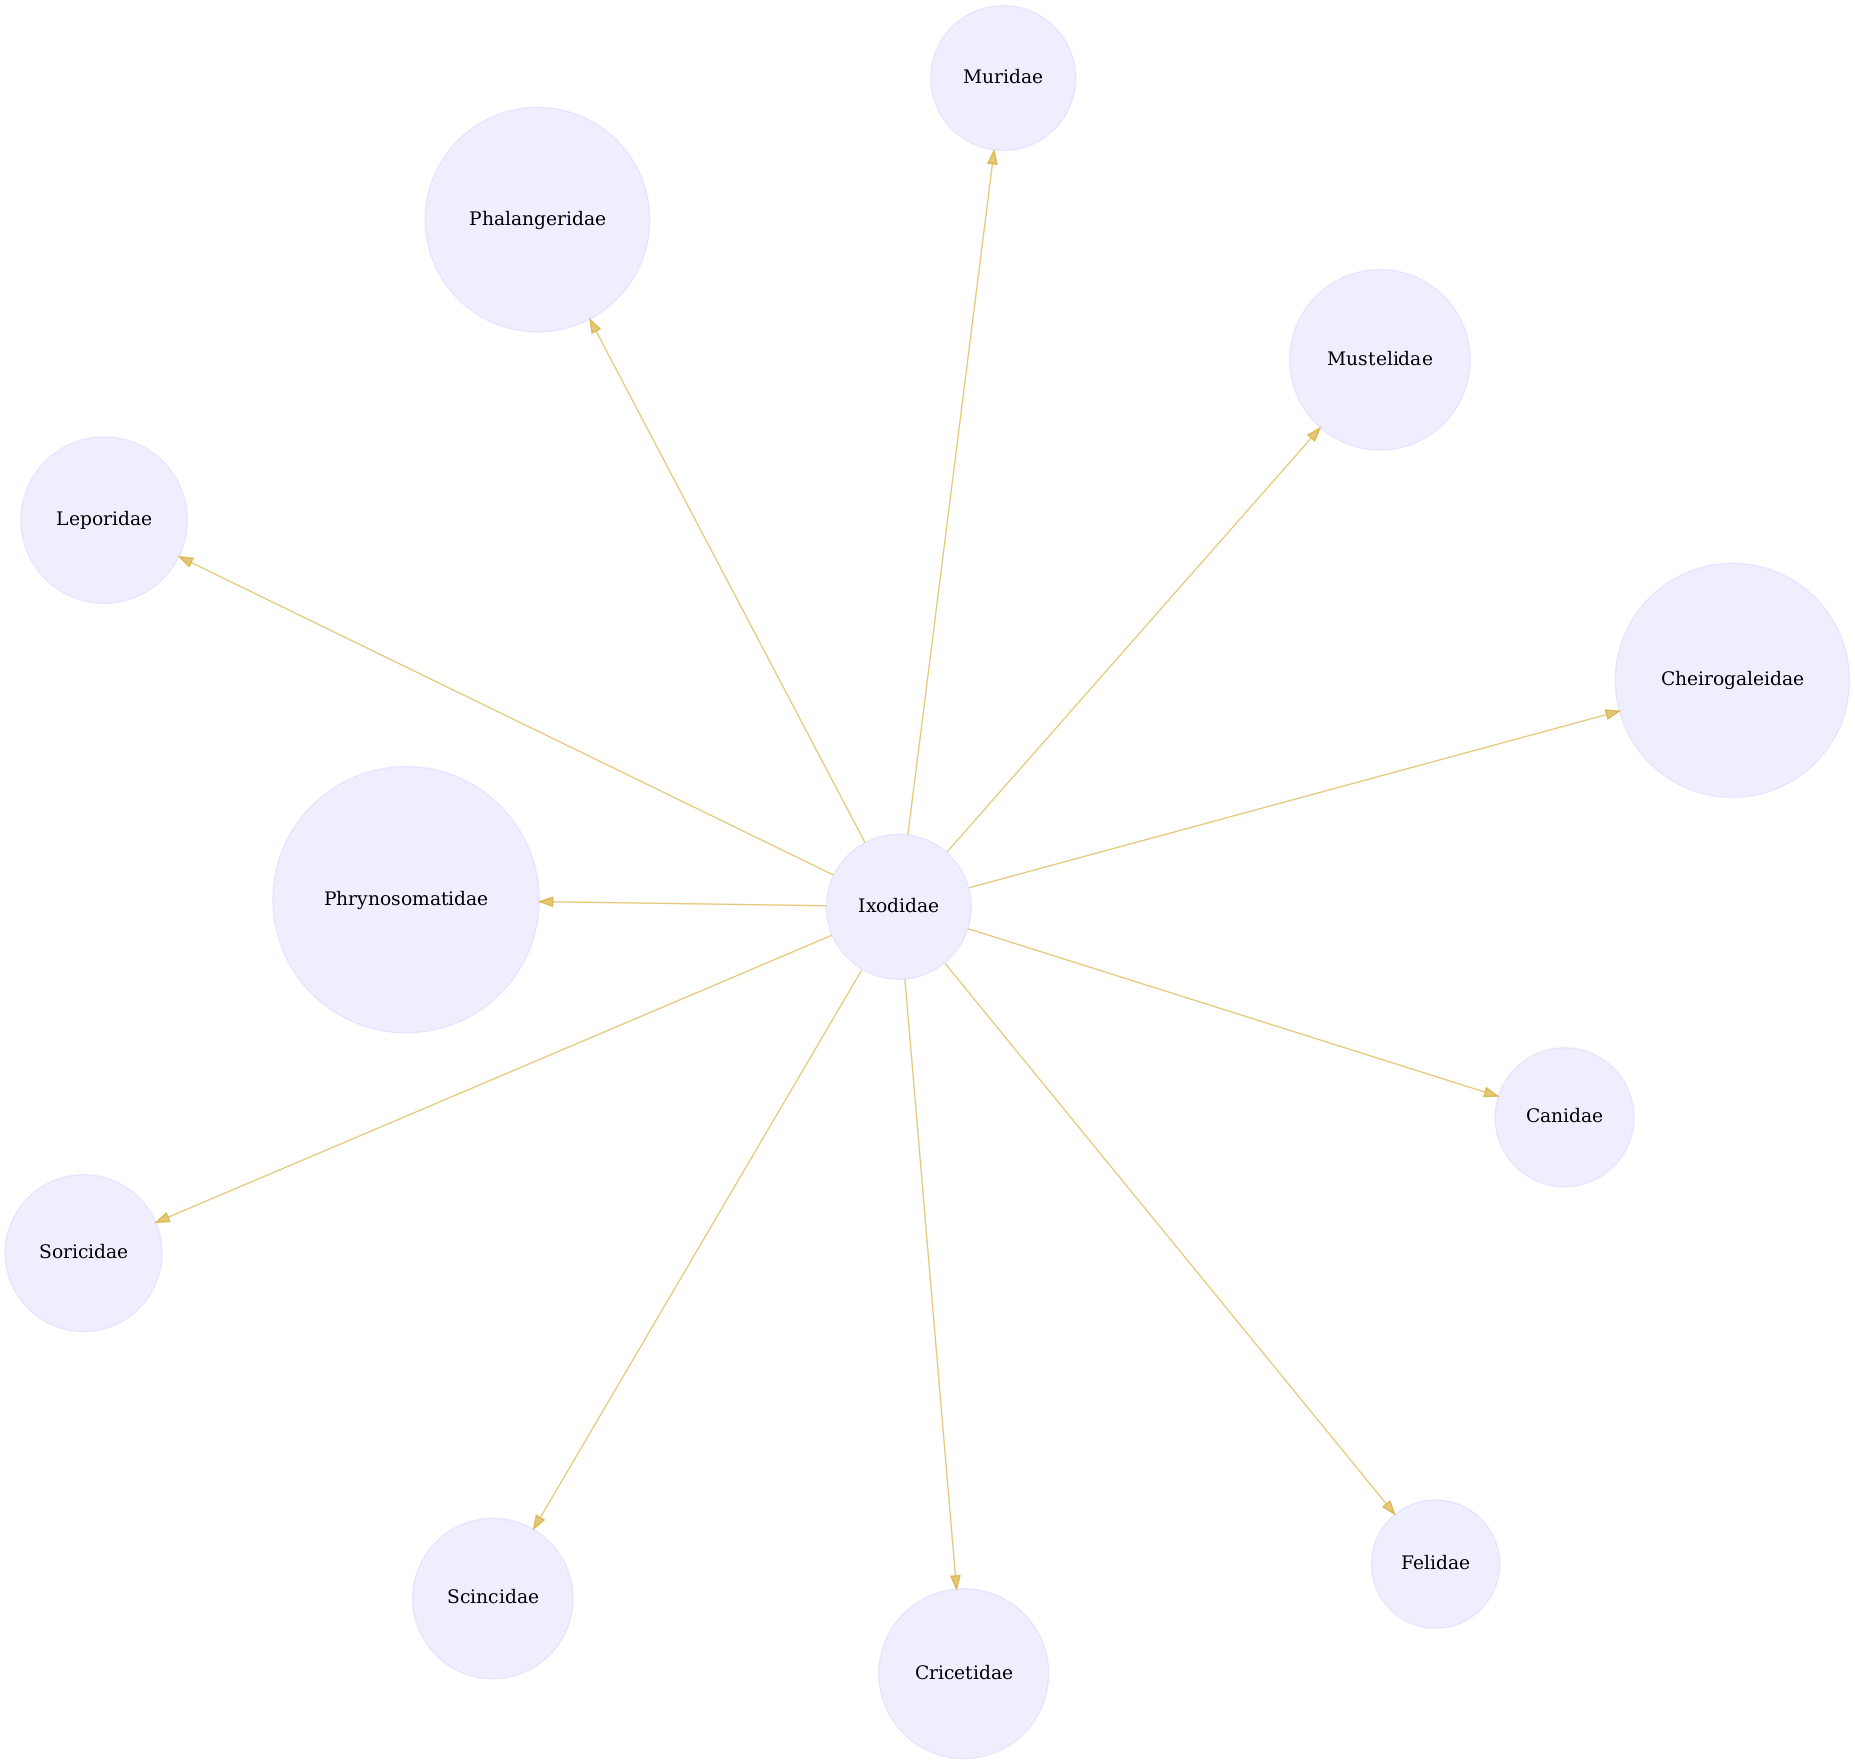 Muridae
Phalangeridae
Mustelidae
Leporidae
Cheirogaleidae
Phrynosomatidae
Ixodidae
Canidae
Soricidae
Felidae
Scincidae
Cricetidae